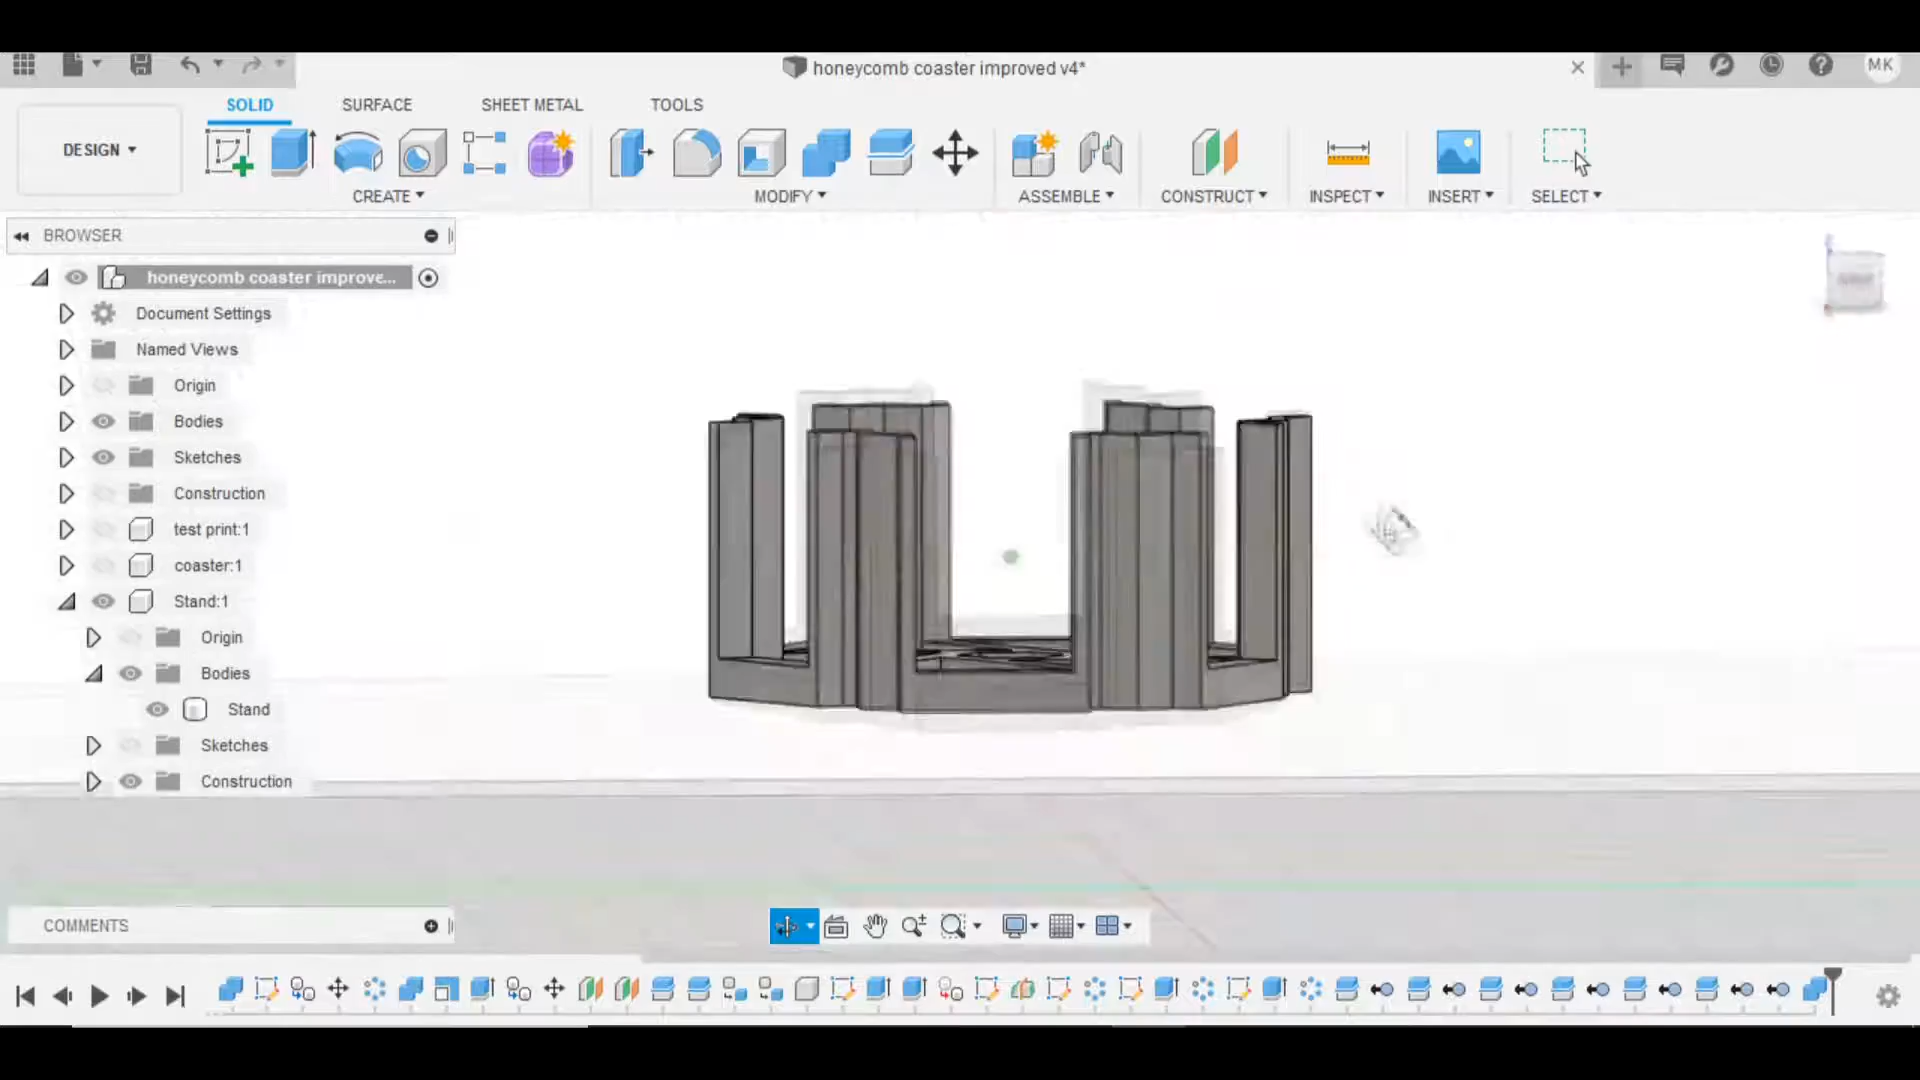 honeycomb coaster improved v4*
MK
SOLID
SURFACE
SHEET METAL
TOOLS
DESIGN
CREATE
MODIFY
ASSEMBLE
CONSTRUCT
INSPECT
INSERT
SELECT
BROWSER
honeycomb coaster improve...
Document Settings
Named Views
Origin
Bodies
Sketches
Construction
test print:1
coaster:1
Stand:1
Origin
Bodies
Stand
Sketches
Construction
COMMENTS